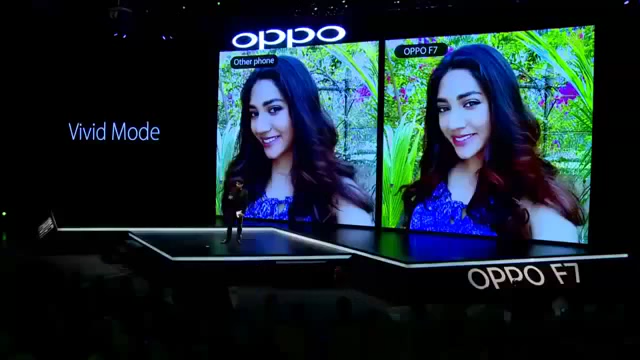 oppo
Other phone
OPPO F7
Vivid Mode
OPPO F7